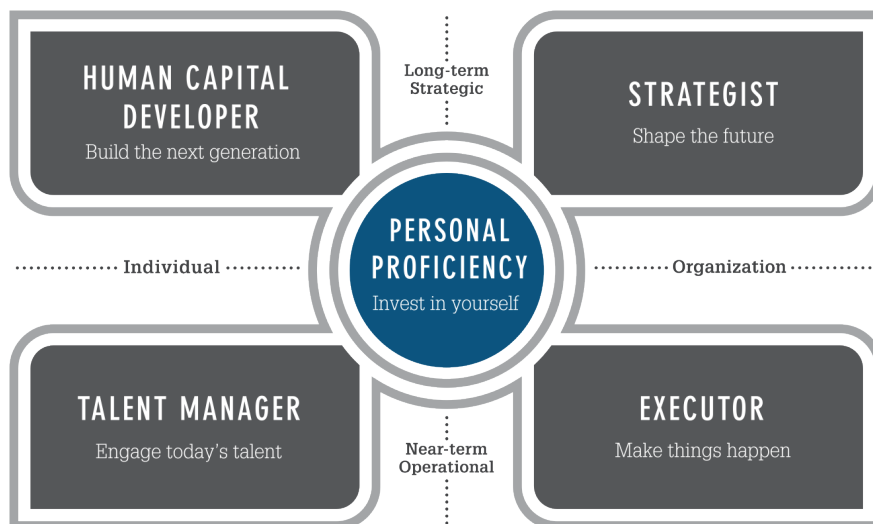 HUMAN CAPITAL
DEVELOPER
Build the next generation
Long-term
Strategic
STRATEGIST
Shape the future
Individual
PERSONAL
PROFICIENCY
Invest in yourself
Organization
TALENT MANAGER
Engage today's talent
Near-term
Operational
EXECUTOR
Make things happen